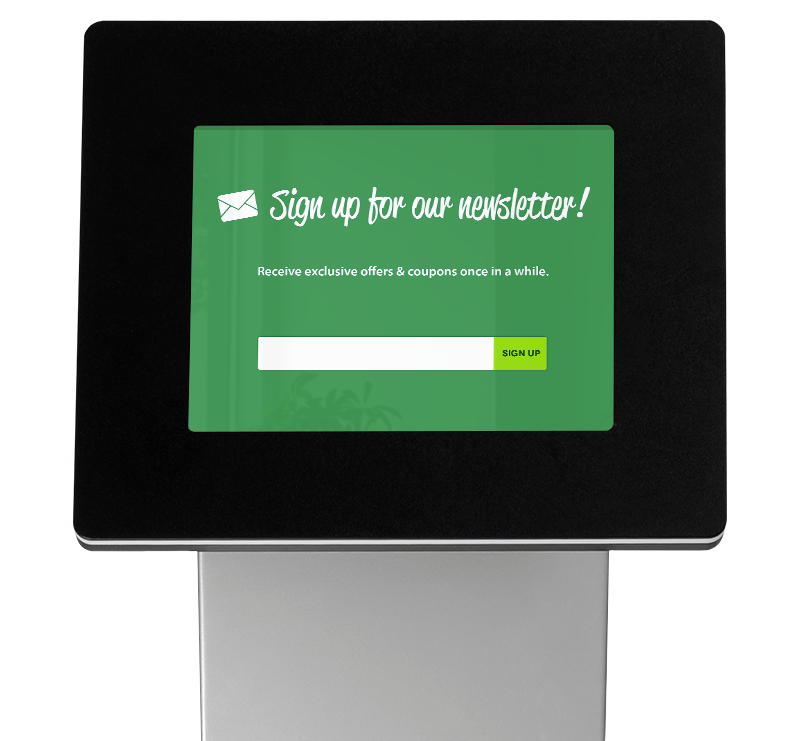 Sign up for our newsletter!
Receive exclusive offers & coupons once in a while.
SIGN UP